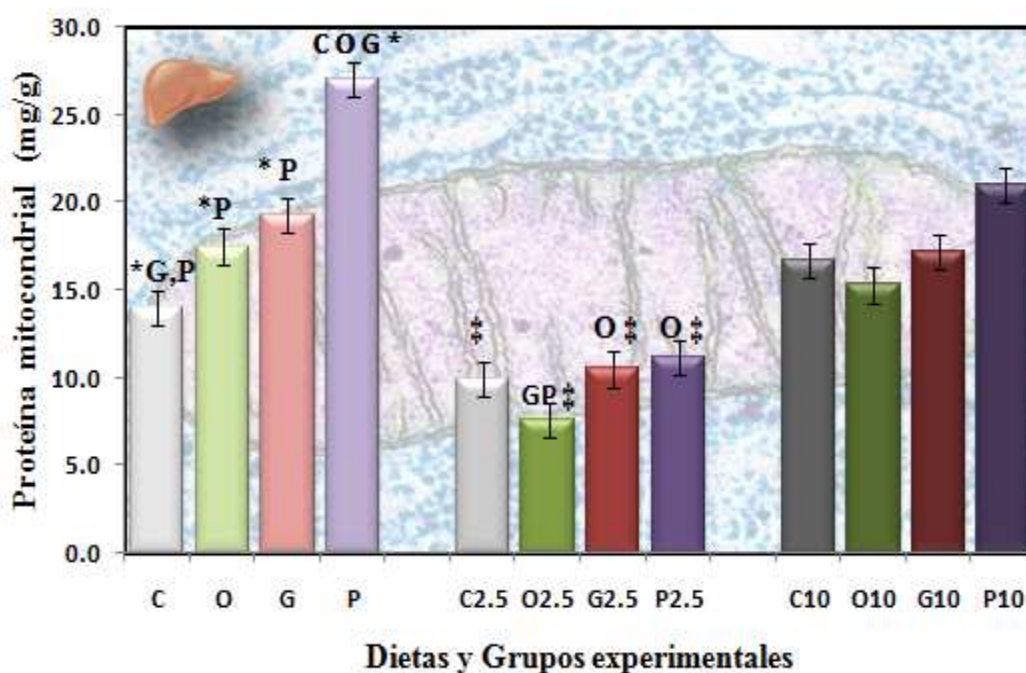 Proteína mitocondrial (mg/g)
30.0
25.0
20.0
15.0
10.0
5.0
0.0
C O G *
* P
*P
*G,P
‡
GP‡
O ‡
O ‡
C O G P C2.5 O2.5 G2.5 P2.5 C10 O10 G10 P10
Dietas y Grupos experimentales